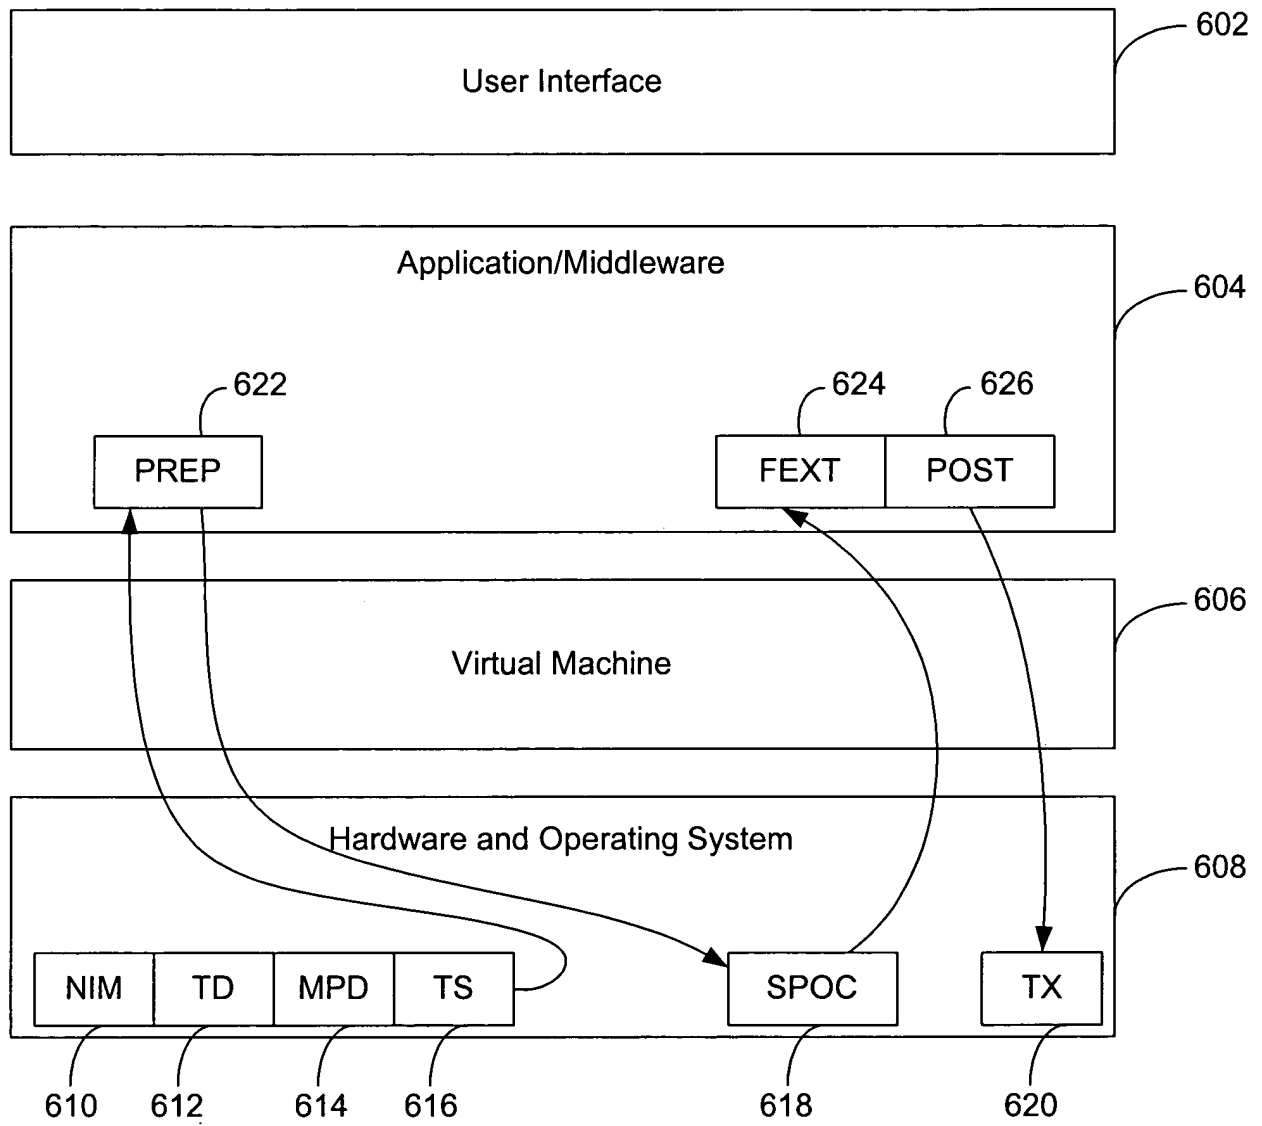 602
User Interface
Application/Middleware
604
622
624
626
PREP
FEXT
POST
606
Virtual Machine
Hardware and Operating System
608
NIM
TD
MPD
TS
SPOC
TX
610
612
614
616
618
620